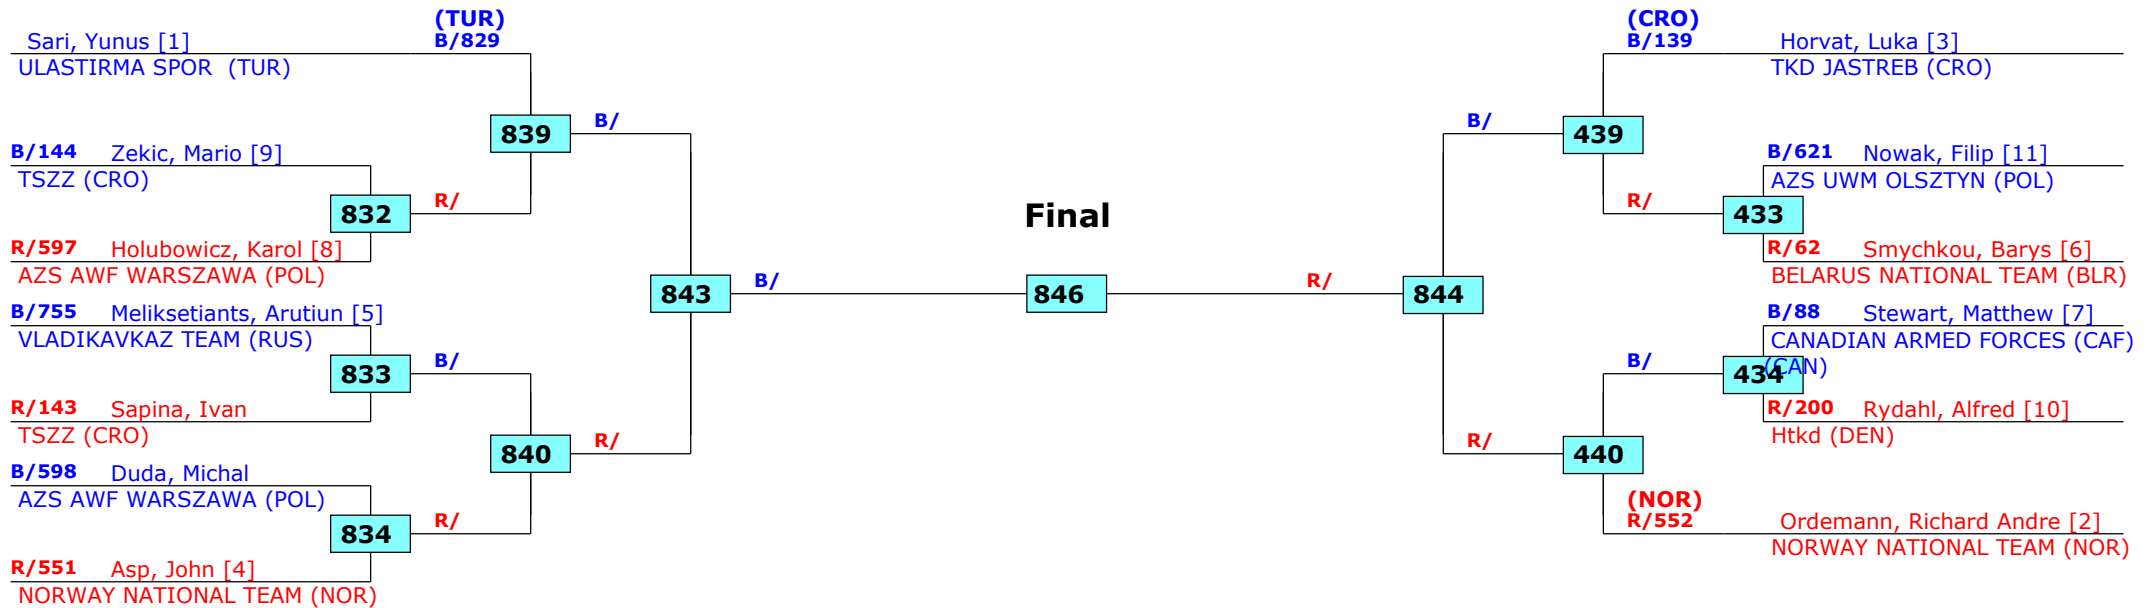 (TUR)
Sari, Yunus [1]
B/829
ULASTIRMA SPOR (TUR)
839
B/
B/144 Zekic, Mario [9]
TSZZ (CRO)
832
R/
R/597 Holubowicz, Karol [8]
AZS AWF WARSZAWA (POL)
843
B/
B/755 Meliksetiants, Arutiun [5]
VLADIKAVKAZ TEAM (RUS)
833
B/
R/143 Sapina, Ivan
TSZZ (CRO)
840
R/
B/598 Duda, Michal
AZS AWF WARSZAWA (POL)
834
R/
R/551 Asp, John [4]
NORWAY NATIONAL TEAM (NOR)
Final
846
(CRO)
B/139
Horvat, Luka [3]
TKD JASTREB (CRO)
B/
439
B/621 Nowak, Filip [11]
AZS UWM OLSZTYN (POL)
R/
433
R/62 Smychkou, Barys [6]
BELARUS NATIONAL TEAM (BLR)
R/
844
B/88 Stewart, Matthew [7]
CANADIAN ARMED FORCES (CAF)
(CAN)
B/
434
R/200 Rydahl, Alfred [10]
Htkd (DEN)
R/
440
(NOR)
R/552
Ordemann, Richard Andre [2]
NORWAY NATIONAL TEAM (NOR)